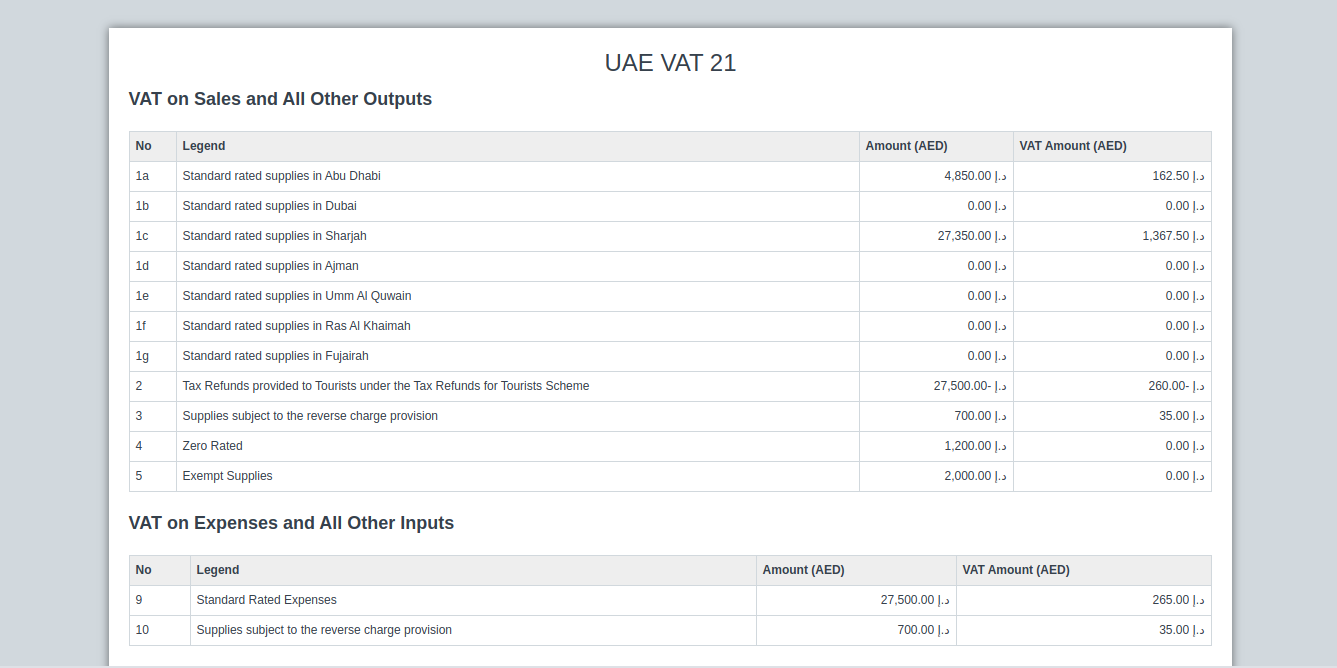 UAE VAT 21
VAT on Sales and All Other Outputs
No Legend Amount (AED) VAT Amount (AED)
1a Standard rated supplies in Abu Dhabi 4,850.00 د.إ 162.50 د.إ
1b Standard rated supplies in Dubai 0.00 د.إ 0.00 د.إ
1c Standard rated supplies in Sharjah 27,350.00 د.إ 1,367.50 د.إ
1d Standard rated supplies in Ajman 0.00 د.إ 0.00 د.إ
1e Standard rated supplies in Umm Al Quwain 0.00 د.إ 0.00 د.إ
1f Standard rated supplies in Ras Al Khaimah 0.00 د.إ 0.00 د.إ
1g Standard rated supplies in Fujairah 0.00 د.إ 0.00 د.إ
2 Tax Refunds provided to Tourists under the Tax Refunds for Tourists Scheme 27,500.00- د.إ 260.00- د.إ
3 Supplies subject to the reverse charge provision 700.00 د.إ 35.00 د.إ
4 Zero Rated 1,200.00 د.إ 0.00 د.إ
5 Exempt Supplies 2,000.00 د.إ 0.00 د.إ
VAT on Expenses and All Other Inputs
No Legend Amount (AED) VAT Amount (AED)
9 Standard Rated Expenses 27,500.00 د.إ 265.00 د.إ
10 Supplies subject to the reverse charge provision 700.00 د.إ 35.00 د.إ